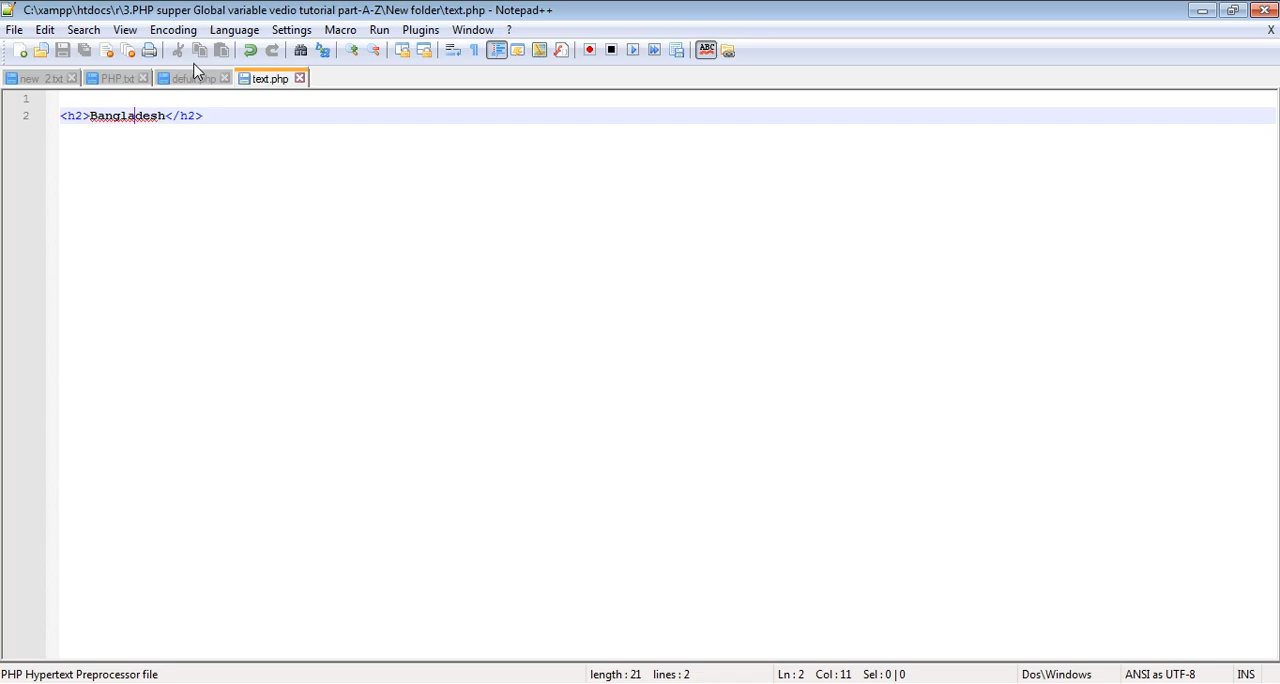 C:\xampp\htdocs\r\3.PHP supper Global variable vedio tutorial part-A-Z\New folder\text.php - Notepad++
File Edit Search View Encoding Language Settings Macro Run Plugins Window ? X
ABC
new 2.txt PHP.txt text.php
1
2 <h2>Bangladesh</h2>
PHP Hypertext Preprocessor file length : 21 lines : 2 Ln : 2 Col : 11 Sel : 0 | 0 Dos\Windows ANSI as UTF-8 INS